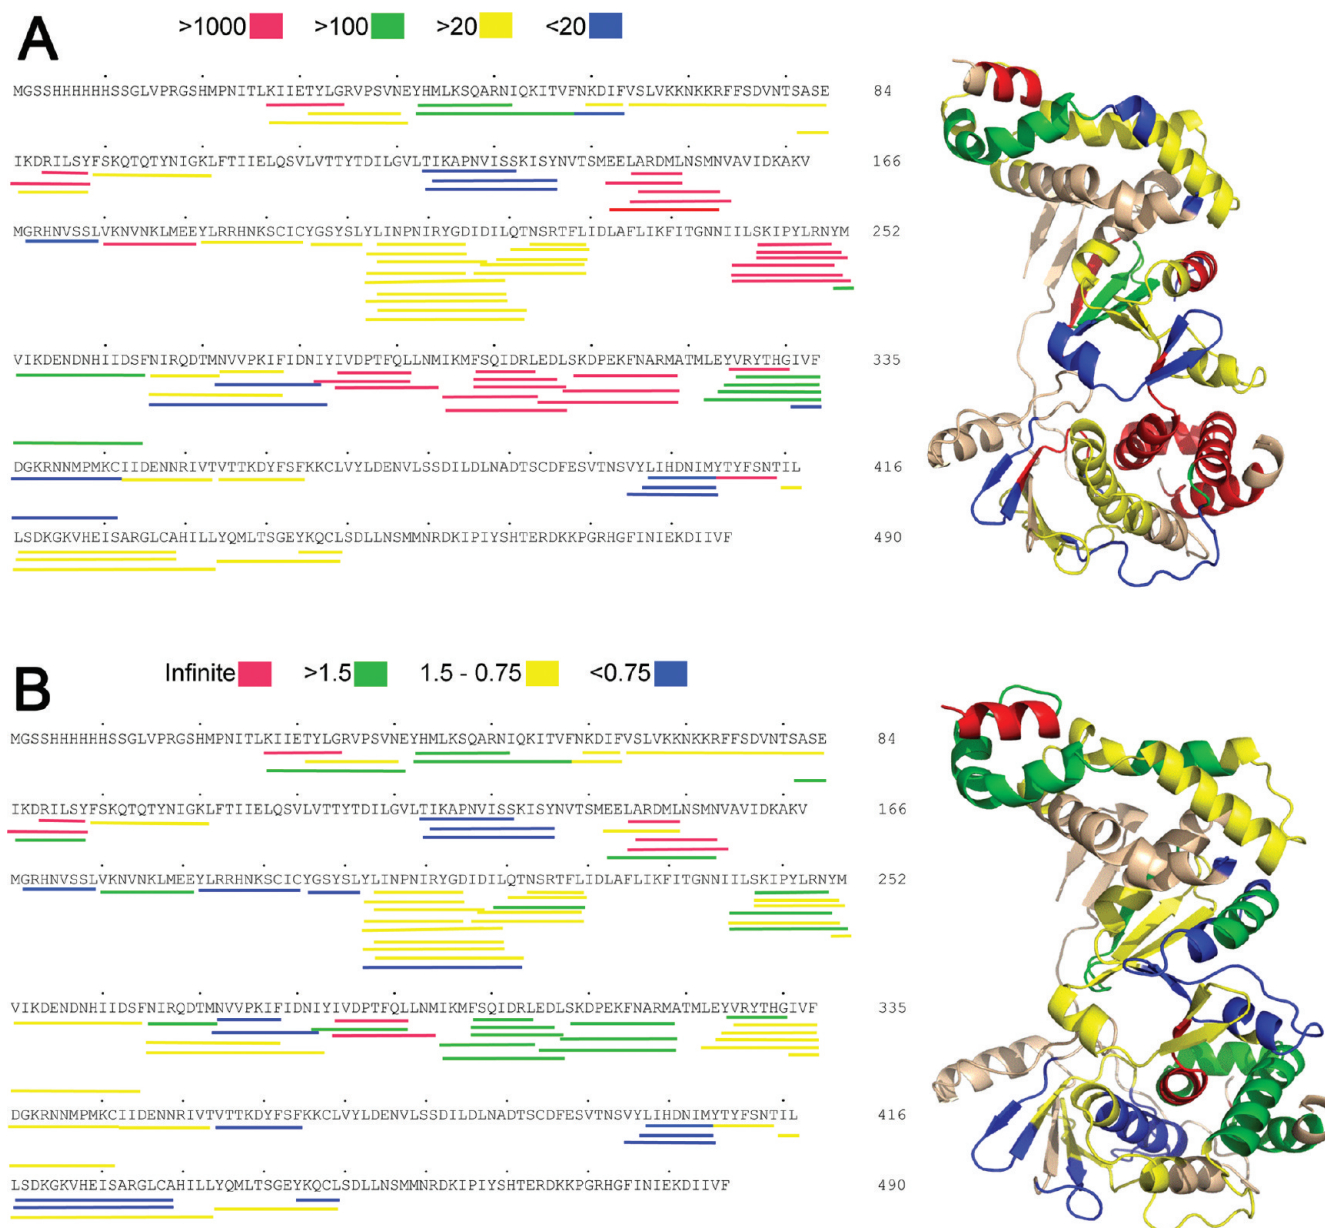 A
>1000 >100 >20 <20
MGSSHHHHHHSSGLVPRGSHMPNITLKIIETYLGRVPSVNEYHMLKSQARNIQKITVFNKDIFVSLVKKNKKRFFSDVNTSASE 84
IKDRILSYFSKQTQTYNIGKLFTIIELQSVLVTTYTDILGVLTIKAPNVISSKISYNVTSMEELARDMLNSMNVAVIDKAKV 166
MGRHNVSSLVKNVNKLMEEYLRRHNKSCICYGSYSLYLINPNIRYGDIDILQTNSRTFLIDLAFLIKFITGNNIILSKIPYLRNYM 252
VIKDENDNHIIDSFNIRQDTMNVVPKIFIDNIYIVDPTFQLLNMIKMFSQIDRLEDLSKDPEKFNARMATMLEYVRYTHGIVF 335
DGKRNNMPMKCIIDENNRIVTVTTKDYFSFKKCLVYLDENVLSSDILDLNADTSCDFESVTNSVYLIHDNIMYTYFSNTIL 416
LSDKGKVHEISARGLCAHILLYQMLTSGEYKQCLSDLLNSMMNRDKIPIYSHTERDKKPGRHGFINIEKDIIVF 490
B
Infinite >1.5 1.5 - 0.75 <0.75
MGSSHHHHHHSSGLVPRGSHMPNITLKIIETYLGRVPSVNEYHMLKSQARNIQKITVFNKDIFVSLVKKNKKRFFSDVNTSASE 84
IKDRILSYFSKQTQTYNIGKLFTIIELQSVLVTTYTDILGVLTIKAPNVISSKISYNVTSMEELARDMLNSMNVAVIDKAKV 166
MGRHNVSSLVKNVNKLMEEYLRRHNKSCICYGSYSLYLINPNIRYGDIDILQTNSRTFLIDLAFLIKFITGNNIILSKIPYLRNYM 252
VIKDENDNHIIDSFNIRQDTMNVVPKIFIDNIYIVDPTFQLLNMIKMFSQIDRLEDLSKDPEKFNARMATMLEYVRYTHGIVF 335
DGKRNNMPMKCIIDENNRIVTVTTKDYFSFKKCLVYLDENVLSSDILDLNADTSCDFESVTNSVYLIHDNIMYTYFSNTIL 416
LSDKGKVHEISARGLCAHILLYQMLTSGEYKQCLSDLLNSMMNRDKIPIYSHTERDKKPGRHGFINIEKDIIVF 490